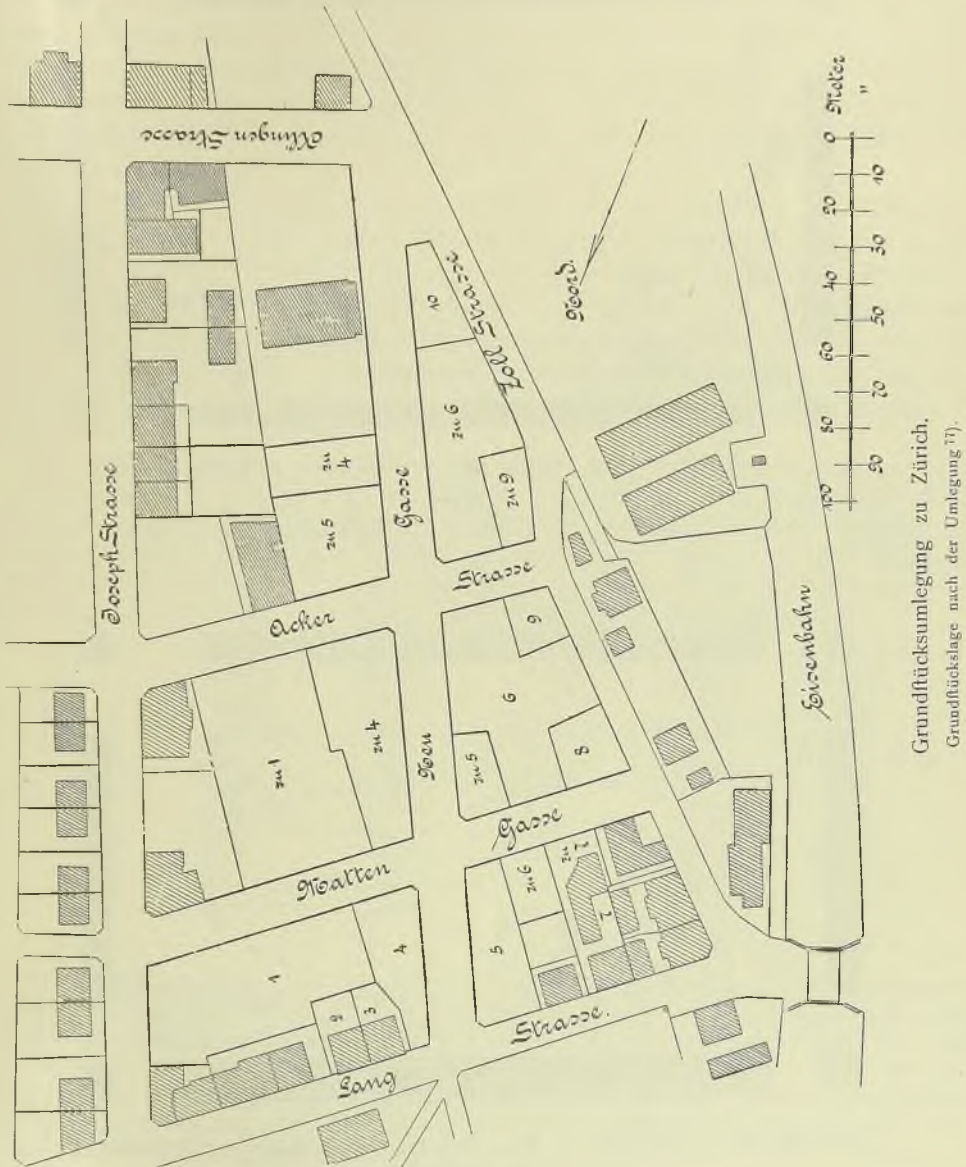 Joseph Strasse
Klingen Strasse
Acker
Strasse
Zoll Strasse
Neu
Gasse
Matten
Gasse
Lang
Strasse.
Eisenbahn
Nord.
10
zu 6
zu 9
zu 4
zu 5
zu 1
zu 4
9
6
zu 5
8
1
2
3
4
5
zu 6
zu 7
7
100 90 80 70 60 50 40 30 20 10 0 Meter
"
Grundſtücksumlegung zu Zürich.
Grundſtückslage nach der Umlegung 17).